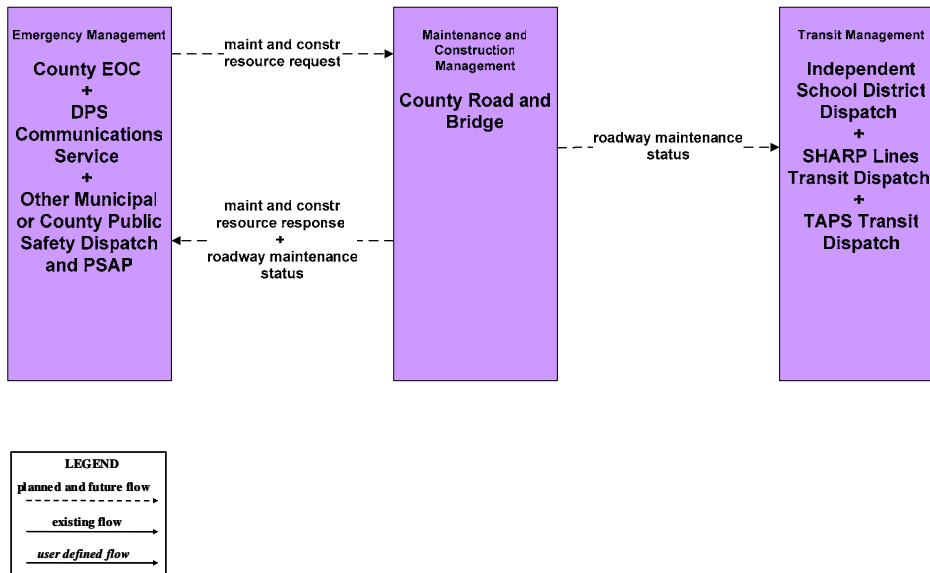 Emergency Management
County EOC
+
DPS
Communications
Service
+
Other Municipal
or County Public
Safety Dispatch
and PSAP
maint and constr
resource request
maint and constr
resource response
+
roadway maintenance
status
Maintenance and
Construction
Management
County Road and
Bridge
roadway maintenance
status
Transit Management
Independent
School District
Dispatch
+
SHARP Lines
Transit Dispatch
+
TAPS Transit
Dispatch
LEGEND
planned and future flow
existing flow
user defined flow